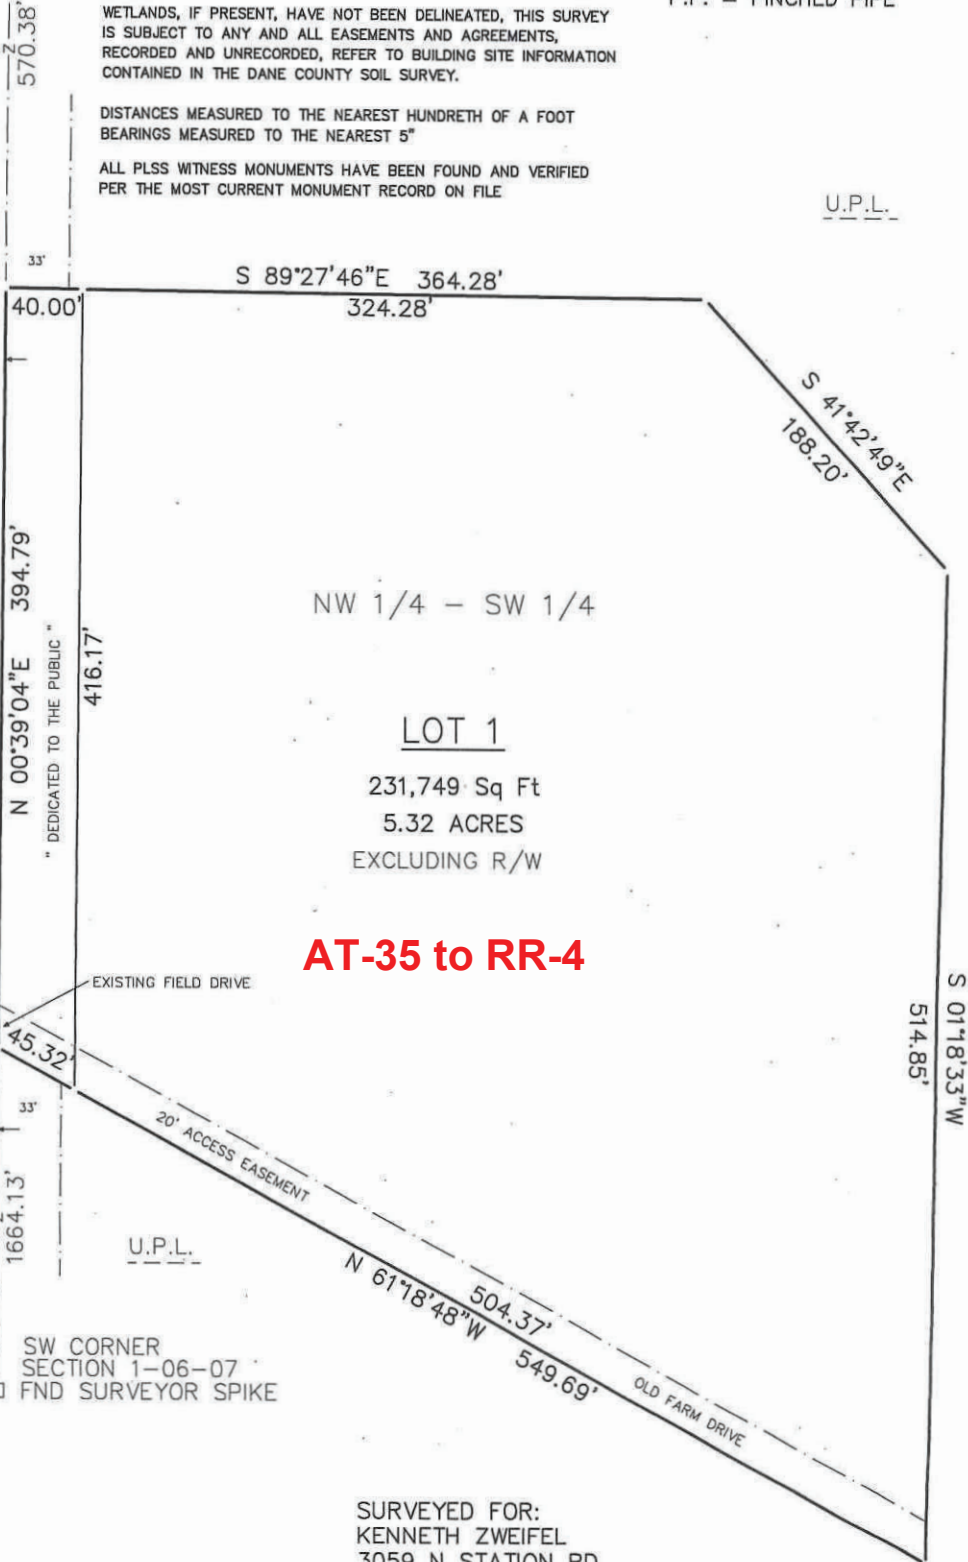 WETLANDS, IF PRESENT, HAVE NOT BEEN DELINEATED, THIS SURVEY
IS SUBJECT TO ANY AND ALL EASEMENTS AND AGREEMENTS,
RECORDED AND UNRECORDED, REFER TO BUILDING SITE INFORMATION
CONTAINED IN THE DANE COUNTY SOIL SURVEY.
DISTANCES MEASURED TO THE NEAREST HUNDRETH OF A FOOT
BEARINGS MEASURED TO THE NEAREST 5"
ALL PLSS WITNESS MONUMENTS HAVE BEEN FOUND AND VERIFIED
PER THE MOST CURRENT MONUMENT RECORD ON FILE
570.38'
U.P.L.
33'
S 89°27'46"E 364.28'
40.00'
324.28'
S 41°42'49"E
188.20'
N 00°39'04"E 394.79'
" DEDICATED TO THE PUBLIC "
416.17'
NW 1/4 - SW 1/4
LOT 1
231,749 Sq Ft
5.32 ACRES
EXCLUDING R/W
AT-35 to RR-4
EXISTING FIELD DRIVE
45.32'
S 01°18'33"W
514.85'
33'
20' ACCESS EASEMENT
1664.13'
U.P.L.
N 61°18'48"W
504.37'
549.69'
OLD FARM DRIVE
SW CORNER
SECTION 1-06-07
FND SURVEYOR SPIKE
SURVEYED FOR:
KENNETH ZWEIFEL
3059 N STATION RD